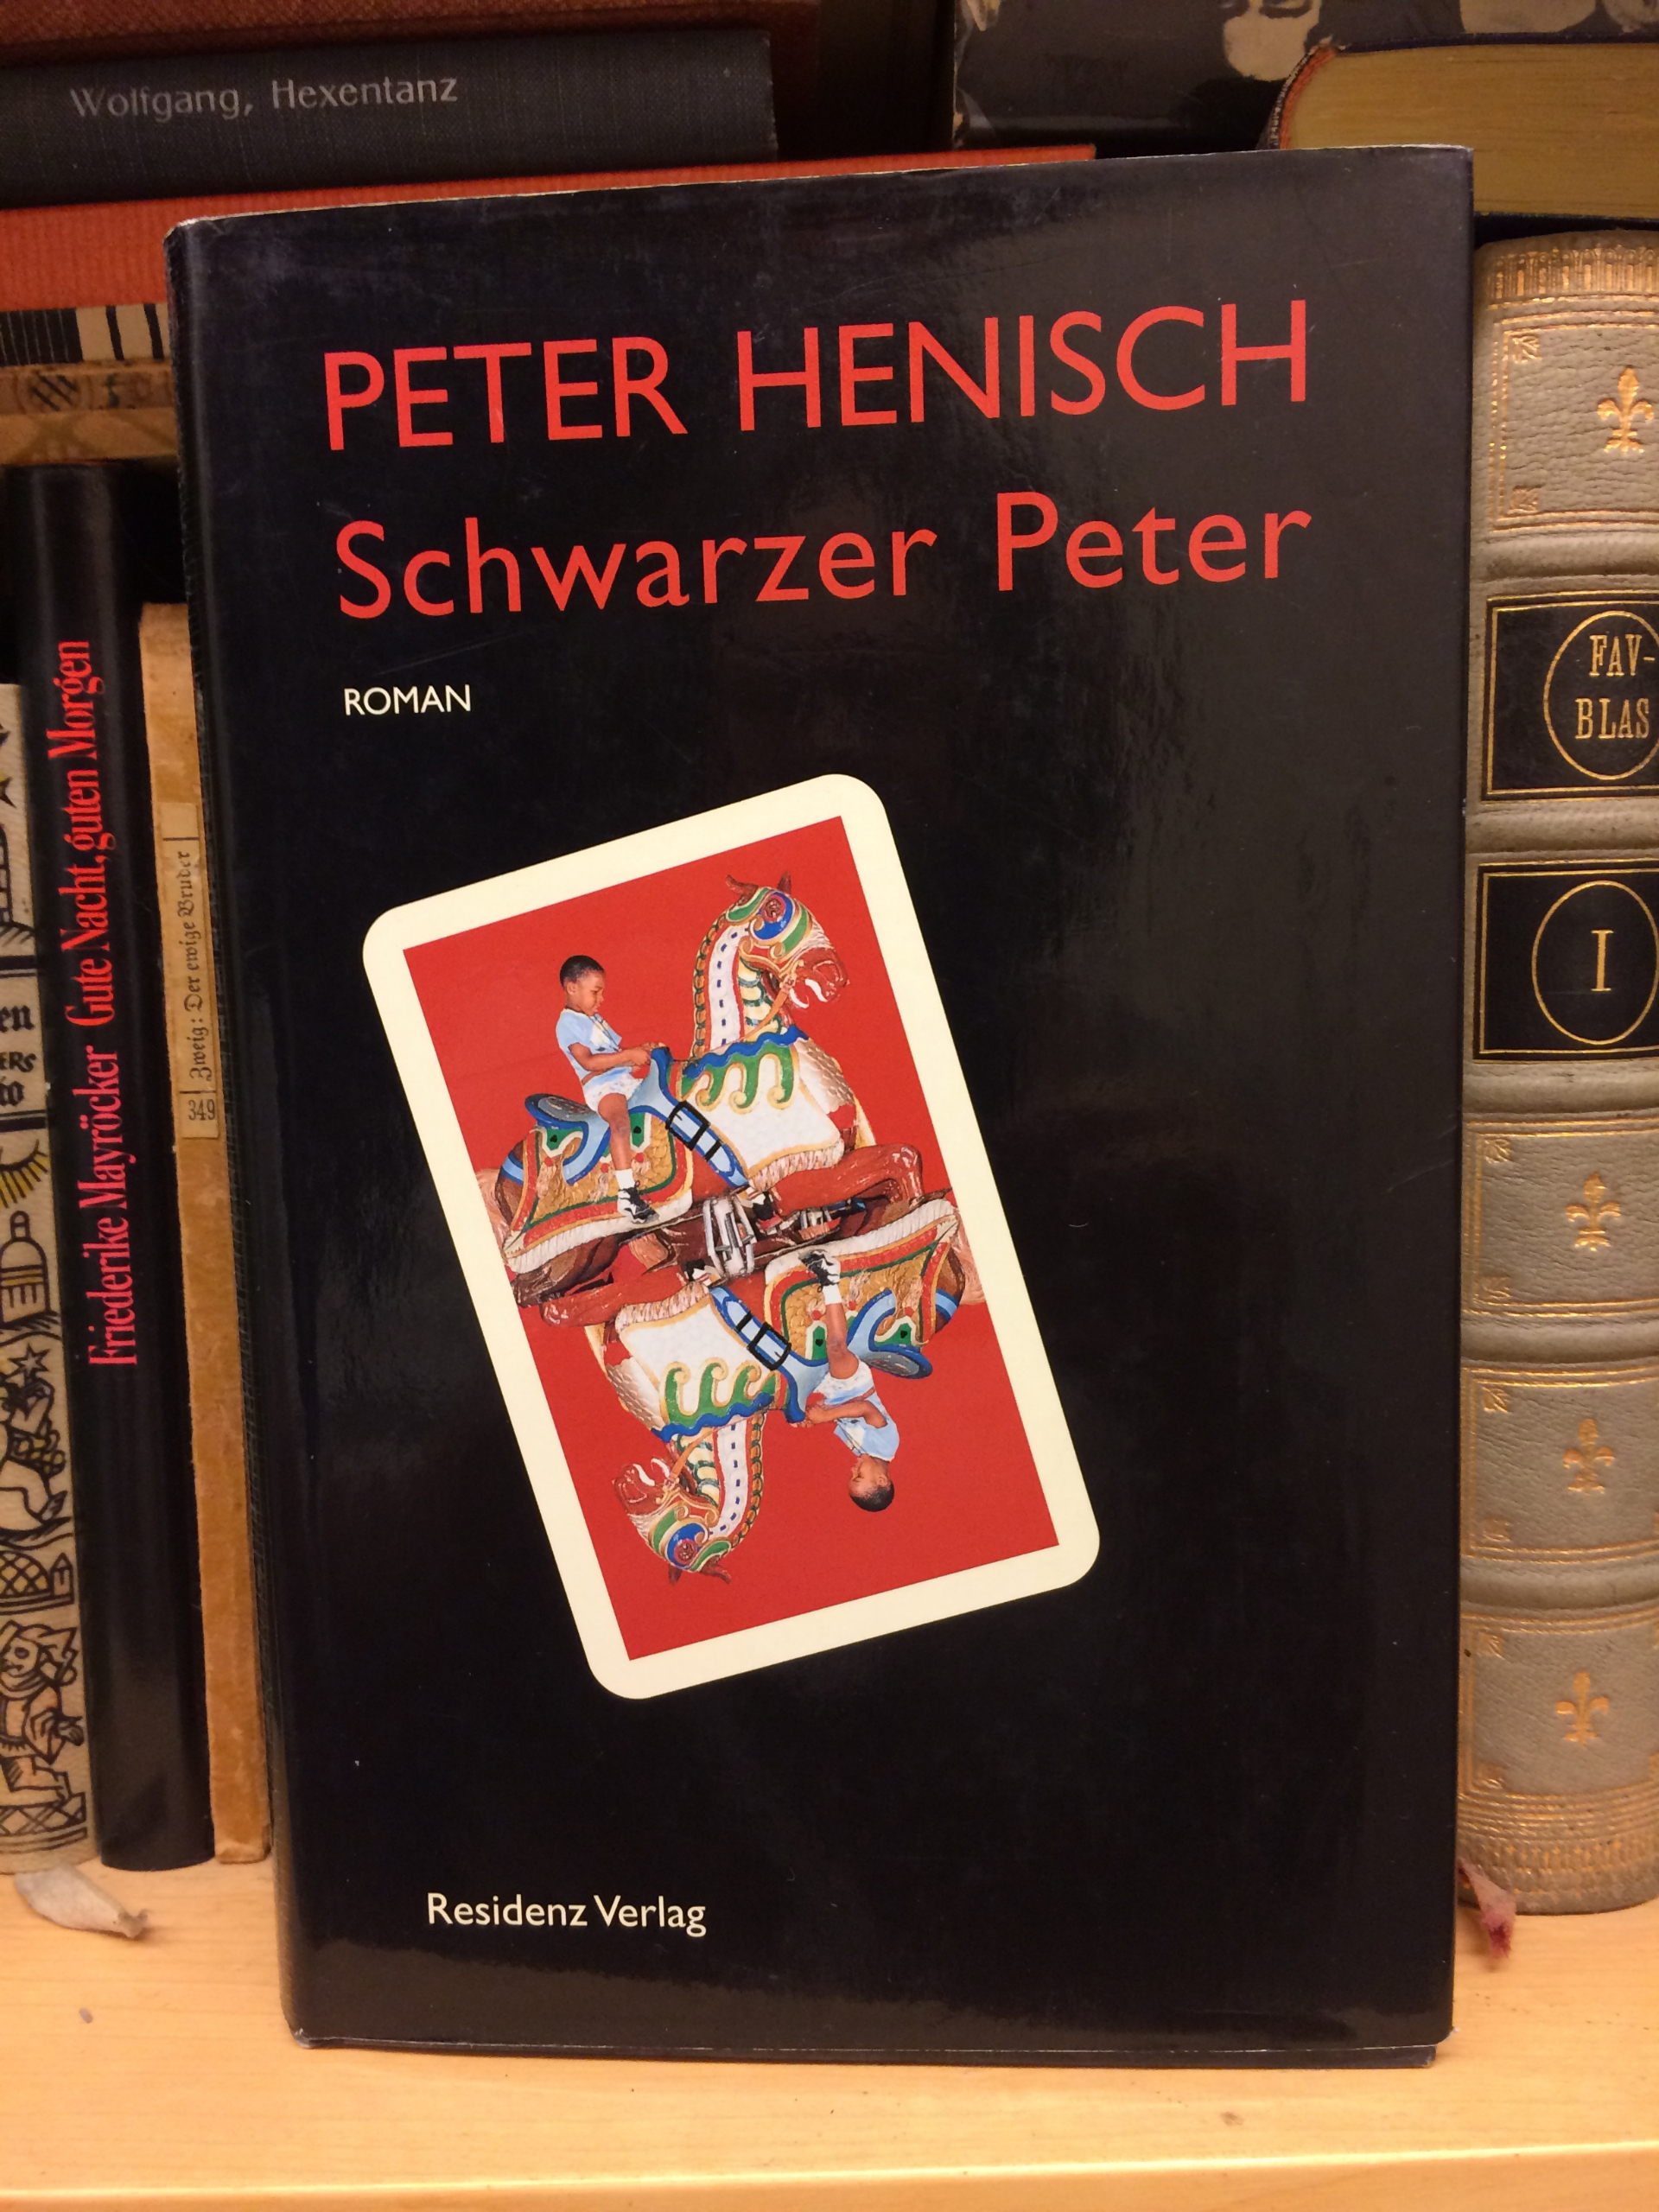 Wolfgang, Hexentanz
PETER HENISCH
Schwarzer Peter
ROMAN
Residenz Verlag
Friederike Mayröcker Gute Nacht, guten Morgen
349 Zweig: Der ewige Bruder
FAV-
BLAS
I